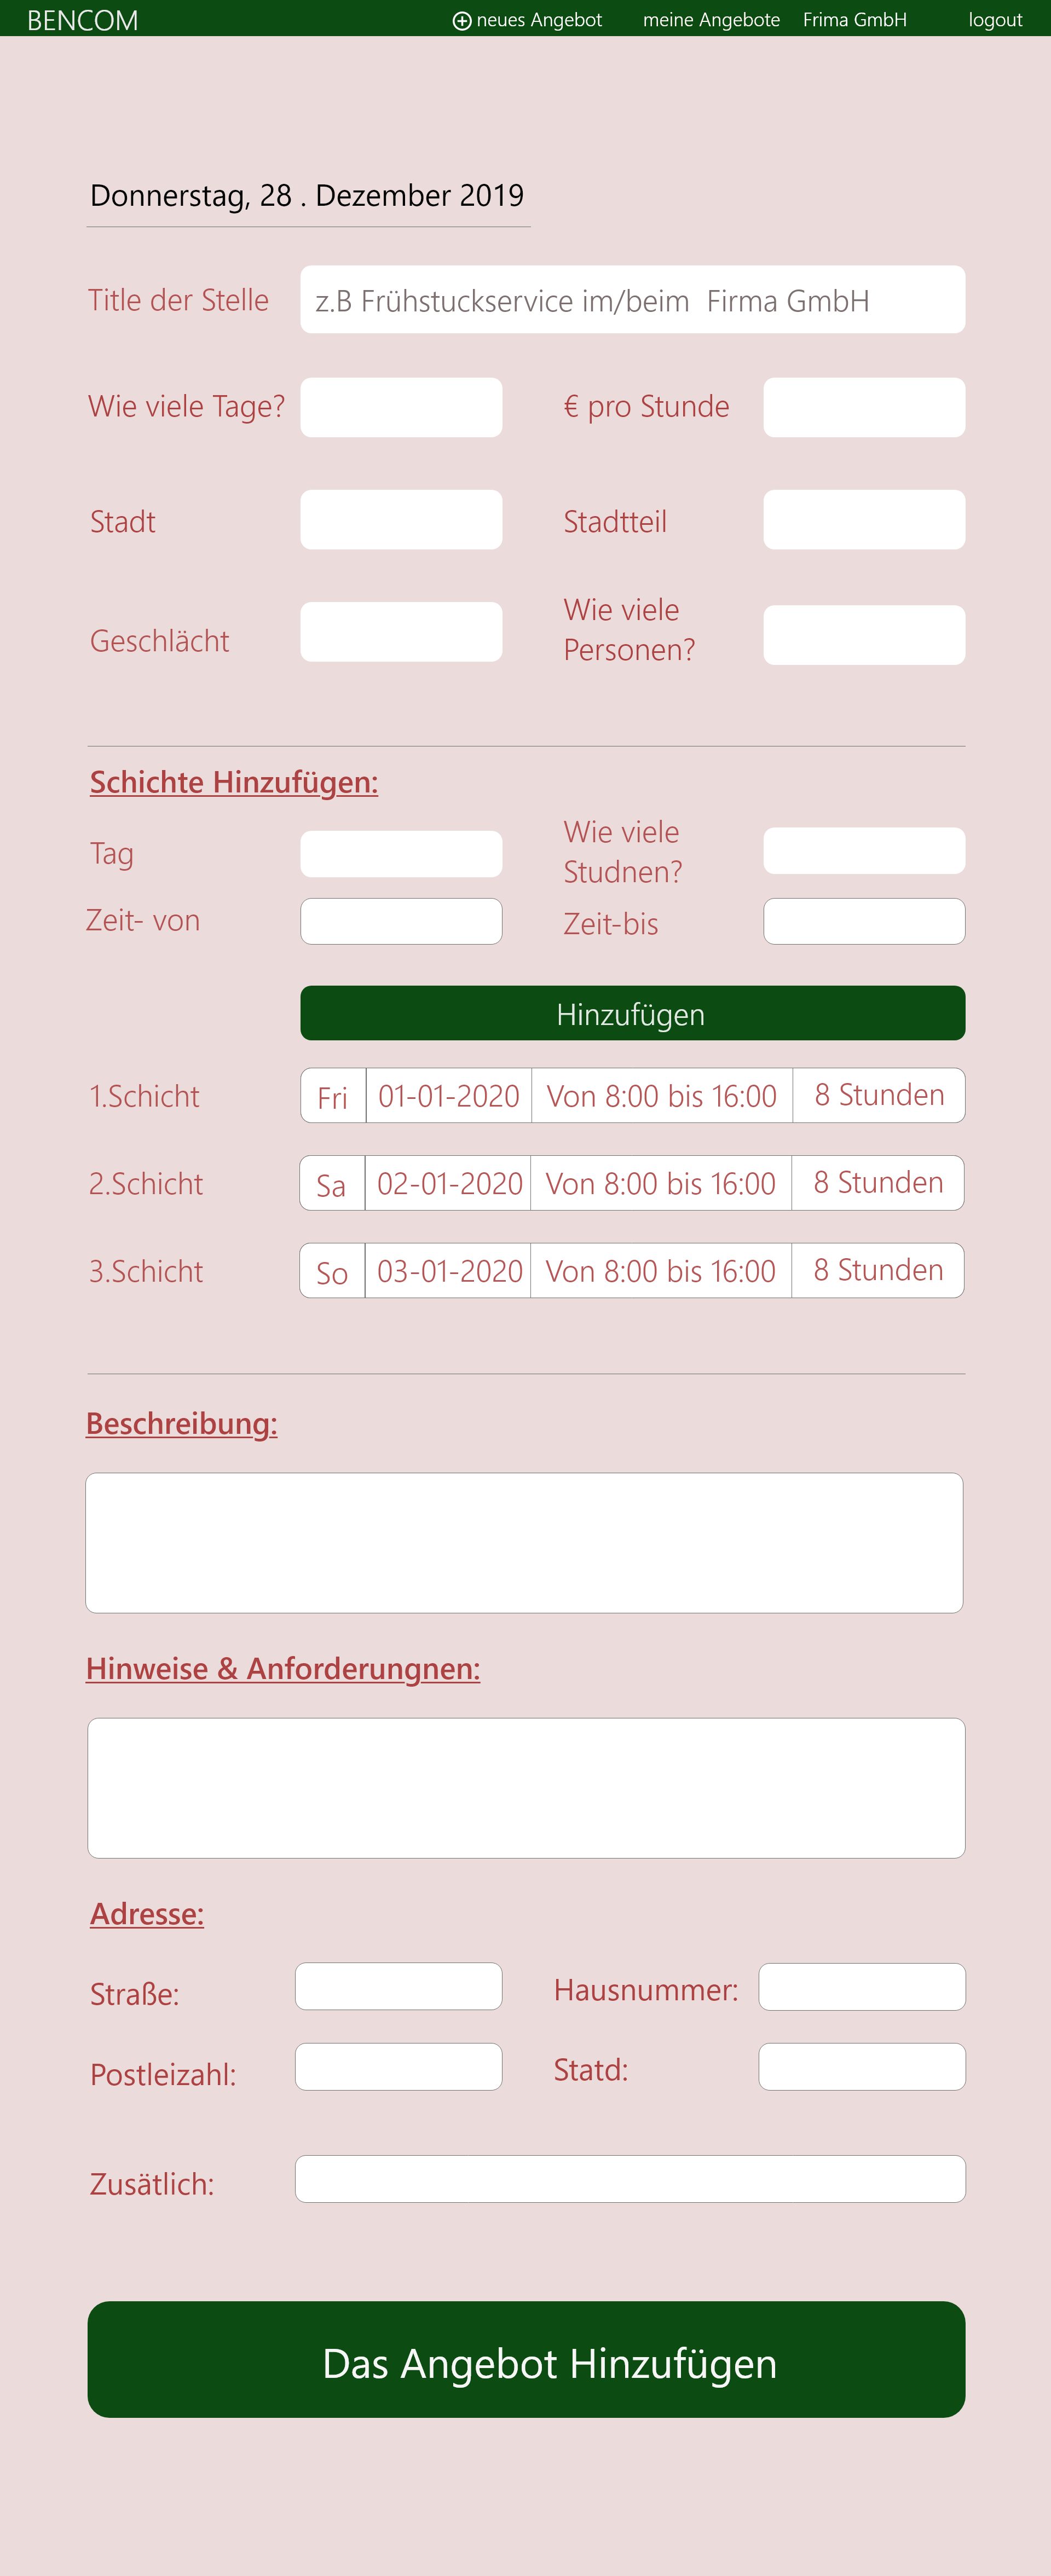 BENCOM neues Angebot meine Angebote Frima GmbH logout
Donnerstag, 28 . Dezember 2019
Title der Stelle z.B Frühstuckservice im/beim Firma GmbH
Wie viele Tage? € pro Stunde
Stadt Stadtteil
Geschlächt Wie viele
Personen?
Schichte Hinzufügen:
Tag Wie viele
Studnen?
Zeit- von Zeit-bis
Hinzufügen
1.Schicht Fri 01-01-2020 Von 8:00 bis 16:00 8 Stunden
2.Schicht Sa 02-01-2020 Von 8:00 bis 16:00 8 Stunden
3.Schicht So 03-01-2020 Von 8:00 bis 16:00 8 Stunden
Beschreibung:
Hinweise & Anforderungnen:
Adresse:
Straße: Hausnummer:
Postleizahl: Statd:
Zusätlich:
Das Angebot Hinzufügen